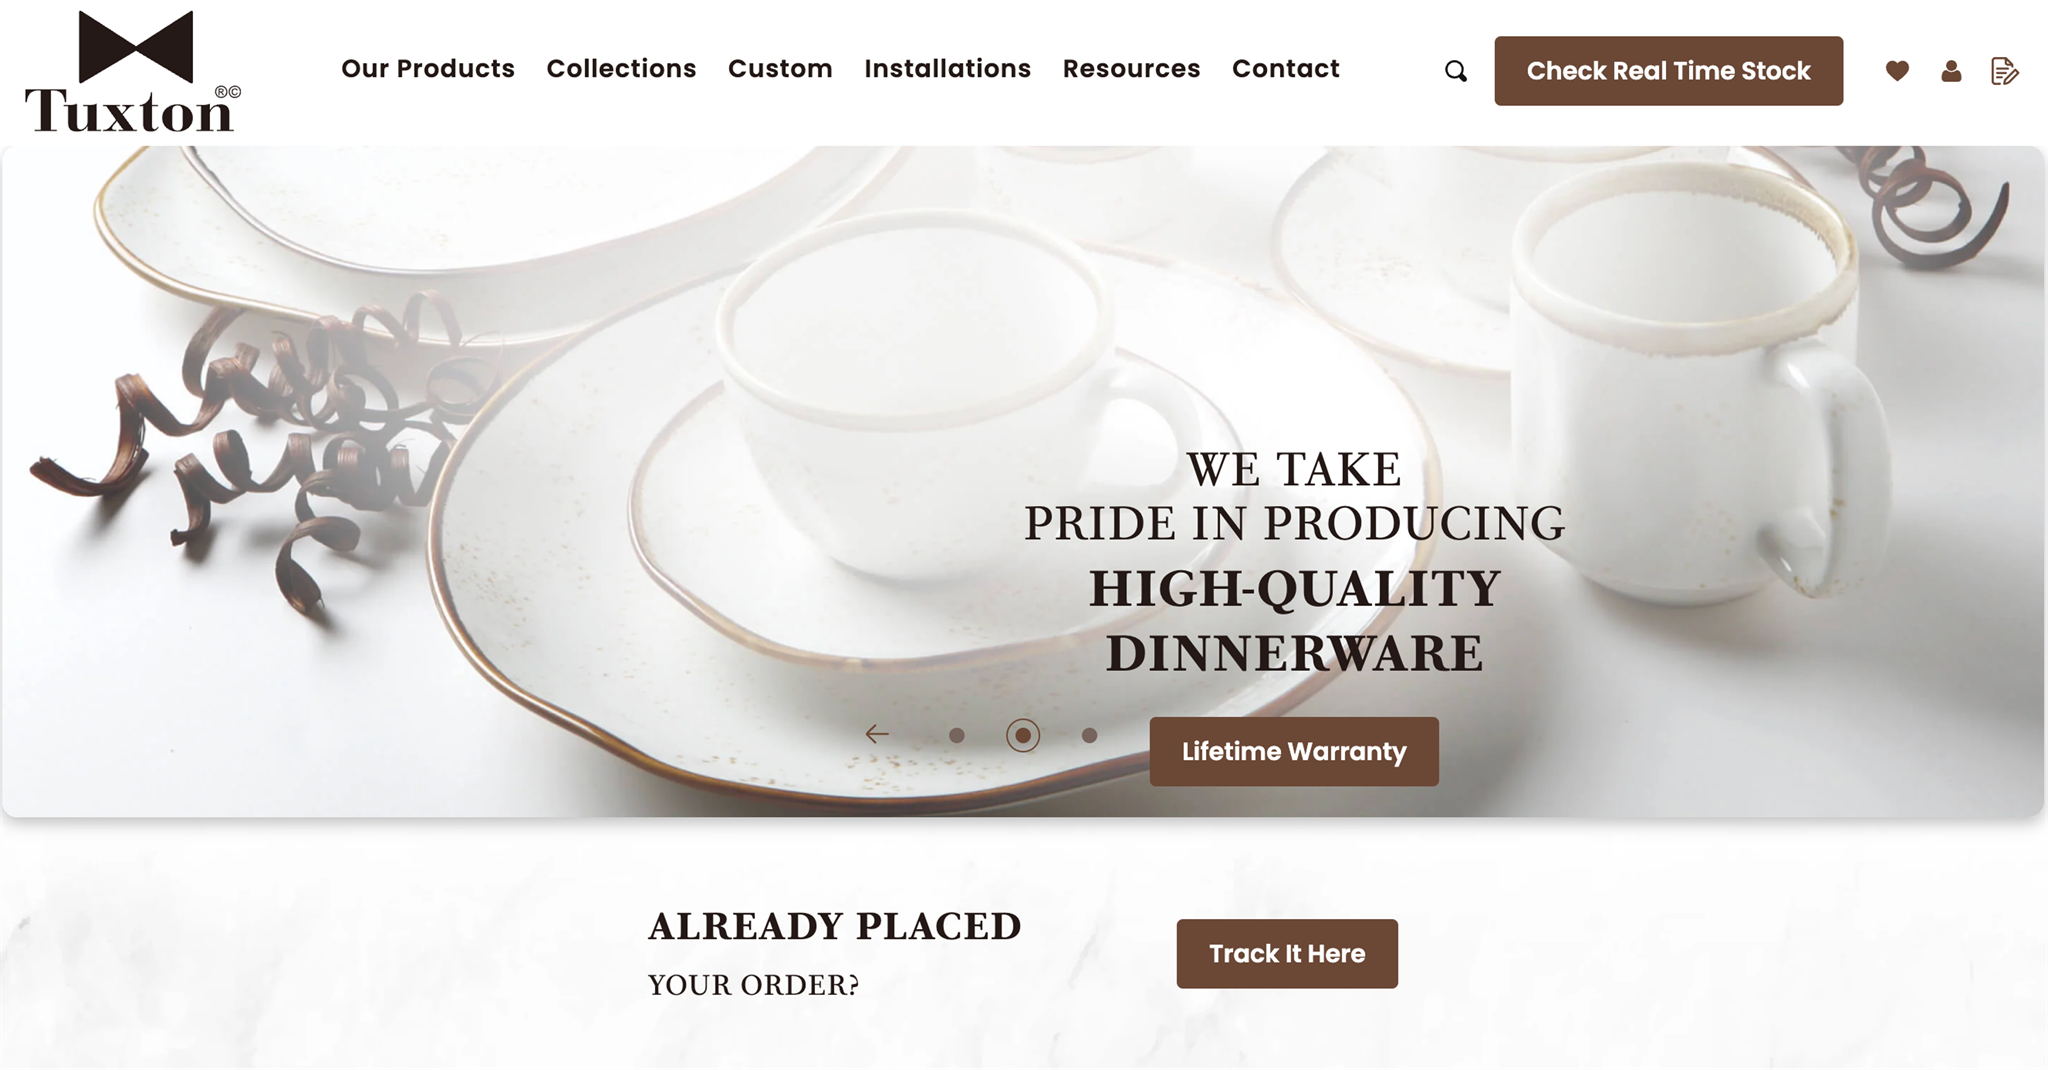 Tuxton®©
Our Products Collections Custom Installations Resources Contact
Check Real Time Stock
WE TAKE
PRIDE IN PRODUCING
HIGH-QUALITY
DINNERWARE
Lifetime Warranty
ALREADY PLACED
YOUR ORDER?
Track It Here